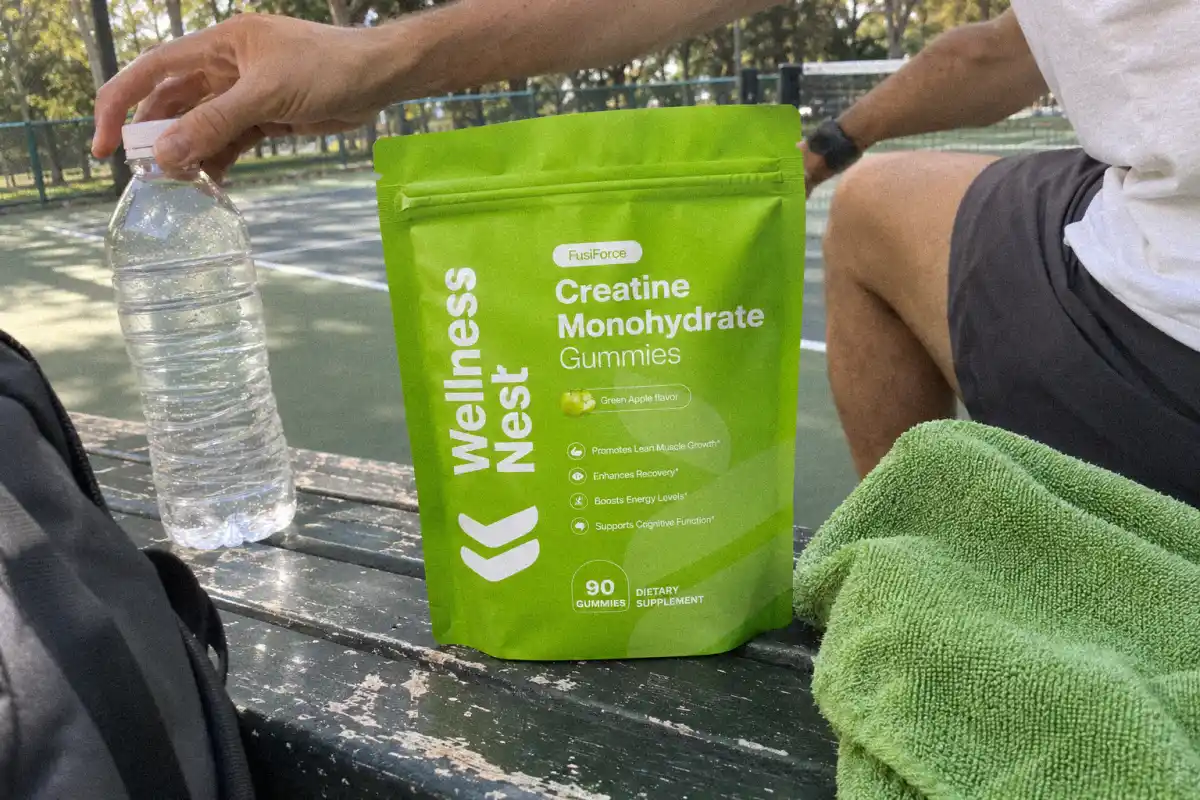 Wellness
Nest
FusiForce
Creatine
Monohydrate
Gummies
Green Apple flavor
Promotes Lean Muscle Growth*
Enhances Recovery*
Boosts Energy Levels*
Supports Cognitive Function*
90
GUMMIES
DIETARY
SUPPLEMENT